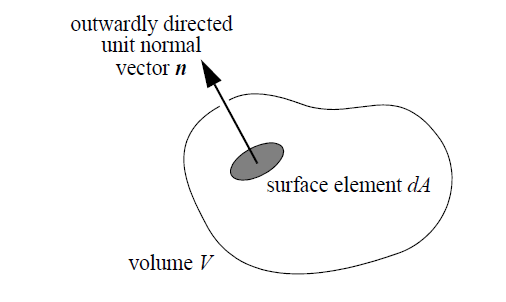 outwardly directed
unit normal
vector n
surface element dA
volume V